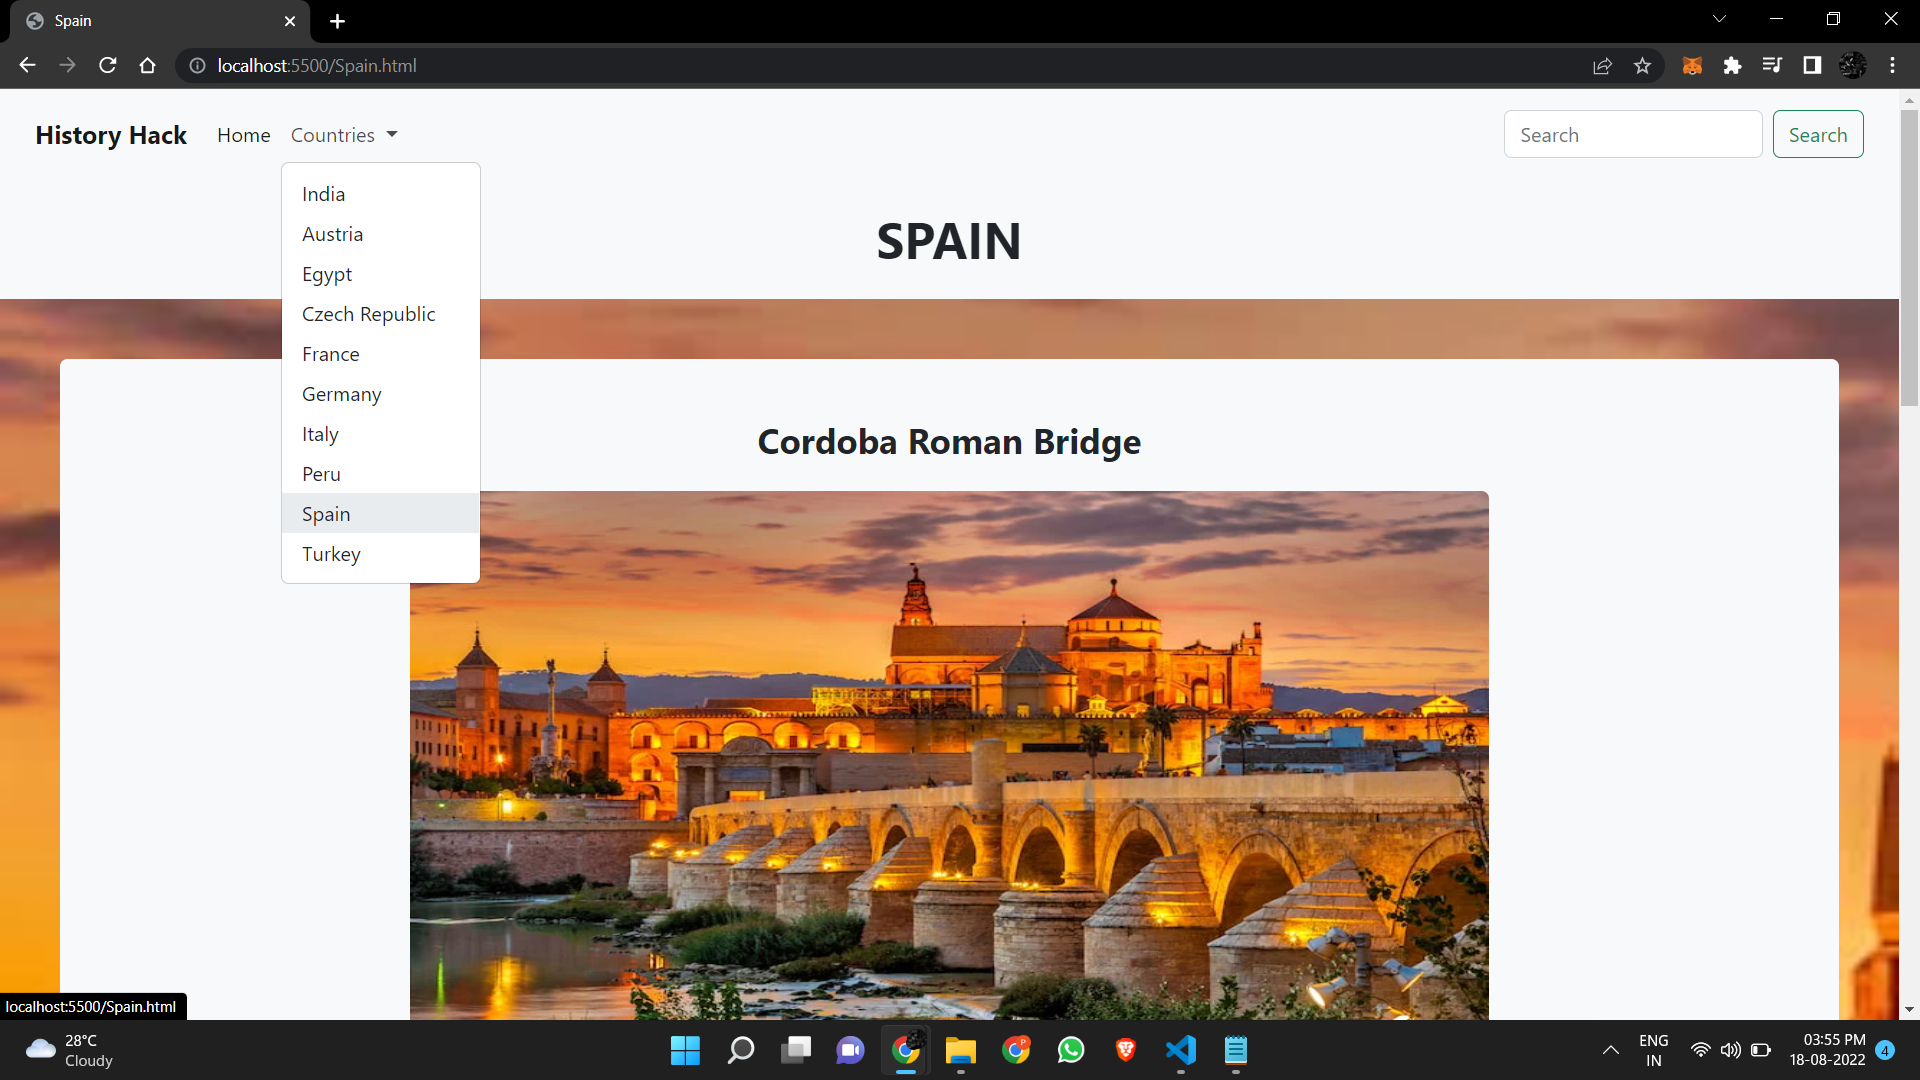 Spain
localhost:5500/Spain.html
History Hack
Home
Countries
Search
Search
India
Austria
Egypt
Czech Republic
France
Germany
Italy
Peru
Spain
Turkey
SPAIN
Cordoba Roman Bridge
localhost:5500/Spain.html
28°C
Cloudy
P
ENG
IN
03:55 PM
18-08-2022
4